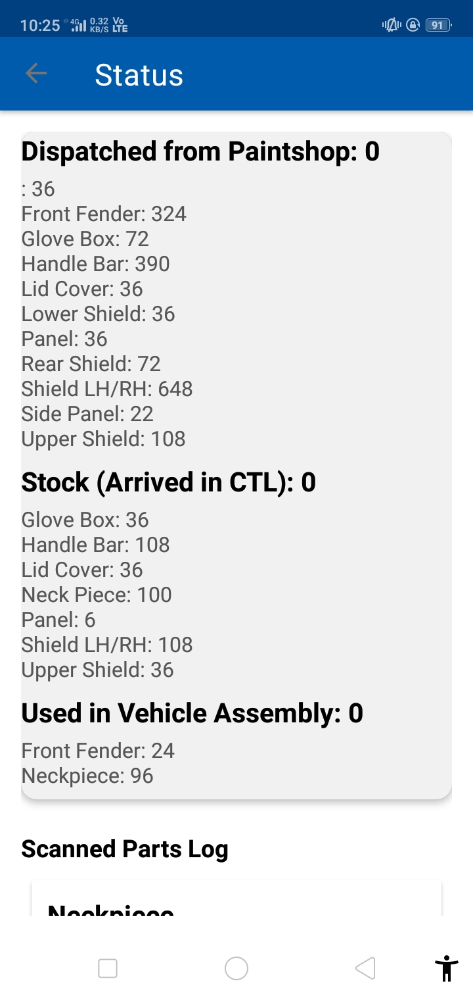 10:25 4G 0.32 KB/S Vo LTE 91
Status
Dispatched from Paintshop: 0
: 36
Front Fender: 324
Glove Box: 72
Handle Bar: 390
Lid Cover: 36
Lower Shield: 36
Panel: 36
Rear Shield: 72
Shield LH/RH: 648
Side Panel: 22
Upper Shield: 108
Stock (Arrived in CTL): 0
Glove Box: 36
Handle Bar: 108
Lid Cover: 36
Neck Piece: 100
Panel: 6
Shield LH/RH: 108
Upper Shield: 36
Used in Vehicle Assembly: 0
Front Fender: 24
Neckpiece: 96
Scanned Parts Log
Neckpiece